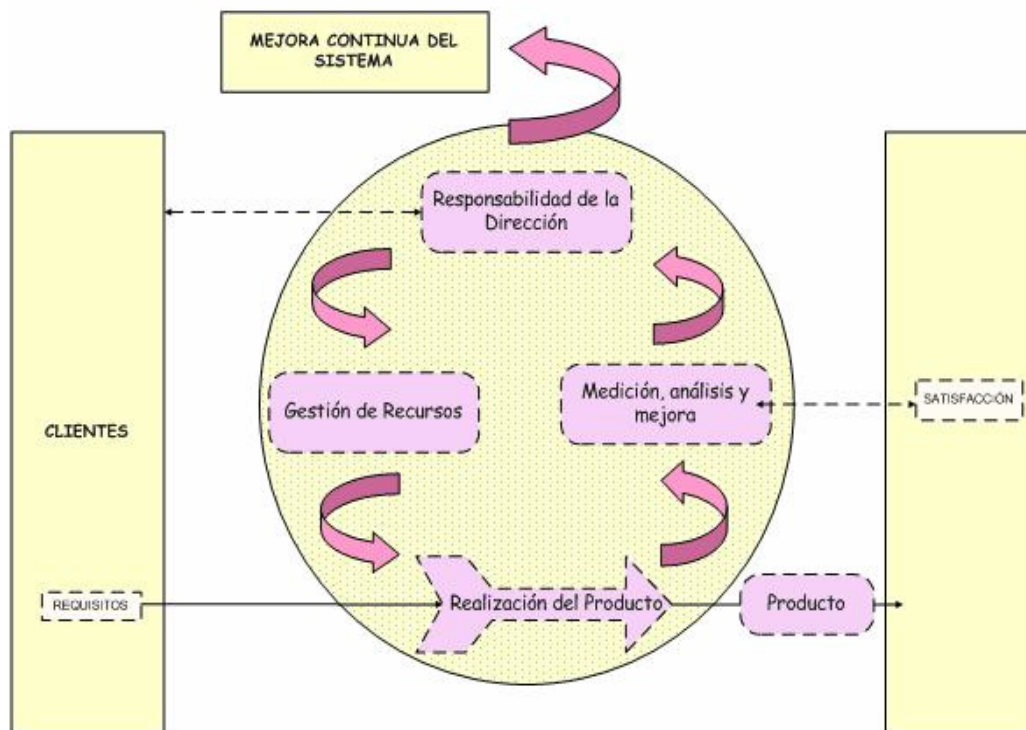 MEJORA CONTINUA DEL
SISTEMA
Responsabilidad de la
Dirección
Gestión de Recursos
Medición, análisis y
mejora
SATISFACCIÓN
CLIENTES
REQUISITOS
Realización del Producto
Producto